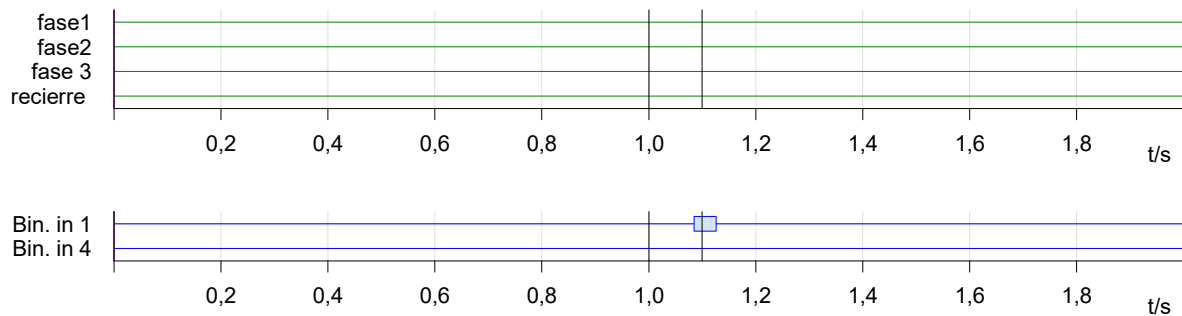 fase1
fase2
fase 3
recierre
0,2 0,4 0,6 0,8 1,0 1,2 1,4 1,6 1,8
t/s
Bin. in 1
Bin. in 4
0,2 0,4 0,6 0,8 1,0 1,2 1,4 1,6 1,8
t/s